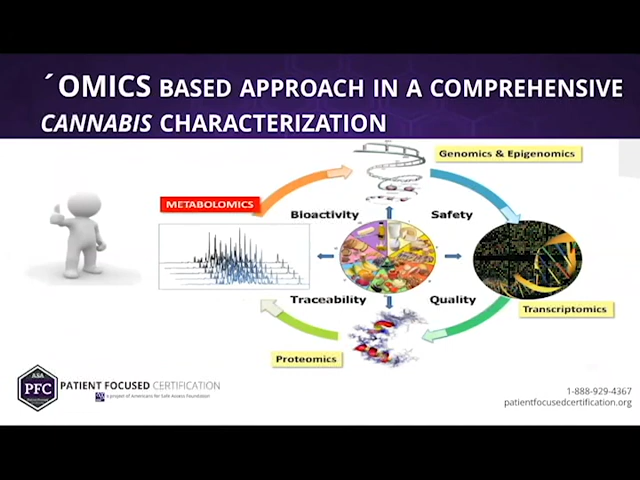 ´OMICS BASED APPROACH IN A COMPREHENSIVE
CANNABIS CHARACTERIZATION
Genomics & Epigenomics
METABOLOMICS
Bioactivity
Safety
Traceability
Quality
Transcriptomics
Proteomics
ASA
PFC
PATIENT FOCUSED CERTIFICATION
A project of Americans for Safe Access Foundation
1-888-929-4367
patientfocusedcertification.org